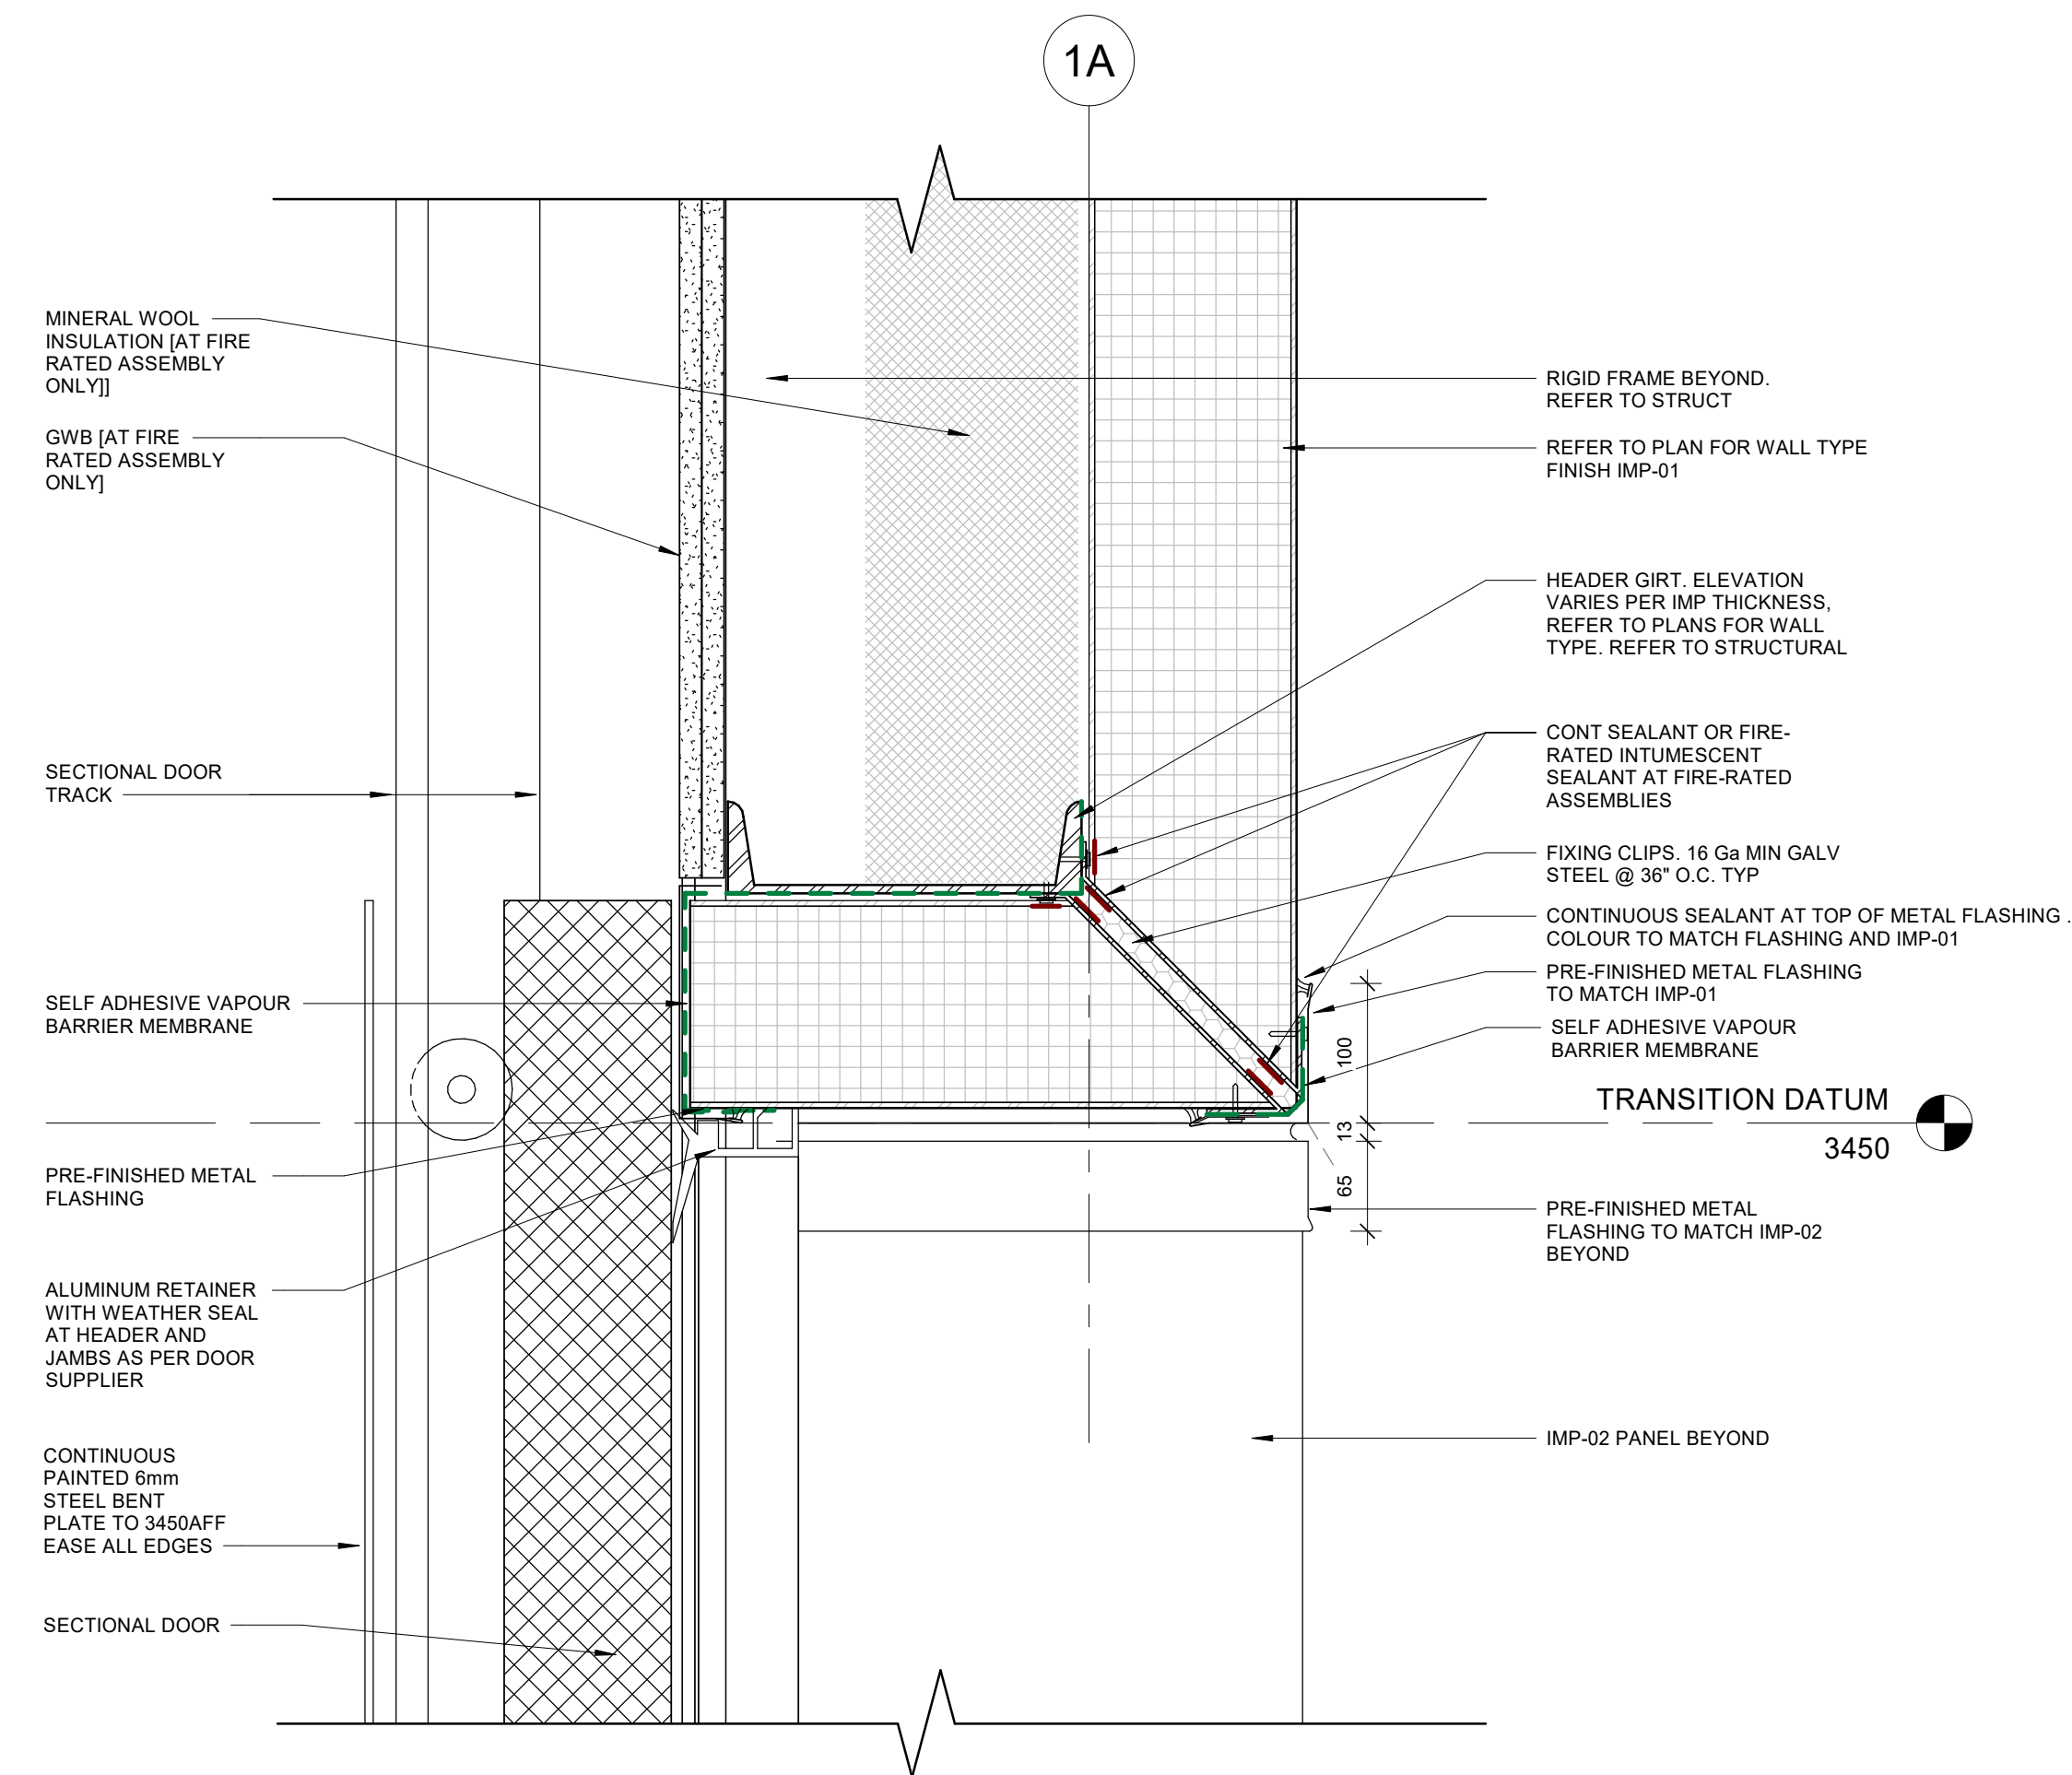 1A
MINERAL WOOL
INSULATION [AT FIRE
RATED ASSEMBLY
ONLY]]
GWB [AT FIRE
RATED ASSEMBLY
ONLY]
SECTIONAL DOOR
TRACK
SELF ADHESIVE VAPOUR
BARRIER MEMBRANE
PRE-FINISHED METAL
FLASHING
ALUMINUM RETAINER
WITH WEATHER SEAL
AT HEADER AND
JAMBS AS PER DOOR
SUPPLIER
CONTINUOUS
PAINTED 6mm
STEEL BENT
PLATE TO 3450AFF
EASE ALL EDGES
SECTIONAL DOOR
RIGID FRAME BEYOND.
REFER TO STRUCT
REFER TO PLAN FOR WALL TYPE
FINISH IMP-01
HEADER GIRT. ELEVATION
VARIES PER IMP THICKNESS,
REFER TO PLANS FOR WALL
TYPE. REFER TO STRUCTURAL
CONT SEALANT OR FIRE-
RATED INTUMESCENT
SEALANT AT FIRE-RATED
ASSEMBLIES
FIXING CLIPS. 16 Ga MIN GALV
STEEL @ 36" O.C. TYP
CONTINUOUS SEALANT AT TOP OF METAL FLASHING .
COLOUR TO MATCH FLASHING AND IMP-01
PRE-FINISHED METAL FLASHING
TO MATCH IMP-01
SELF ADHESIVE VAPOUR
BARRIER MEMBRANE
100
13
65
TRANSITION DATUM
3450
PRE-FINISHED METAL
FLASHING TO MATCH IMP-02
BEYOND
IMP-02 PANEL BEYOND